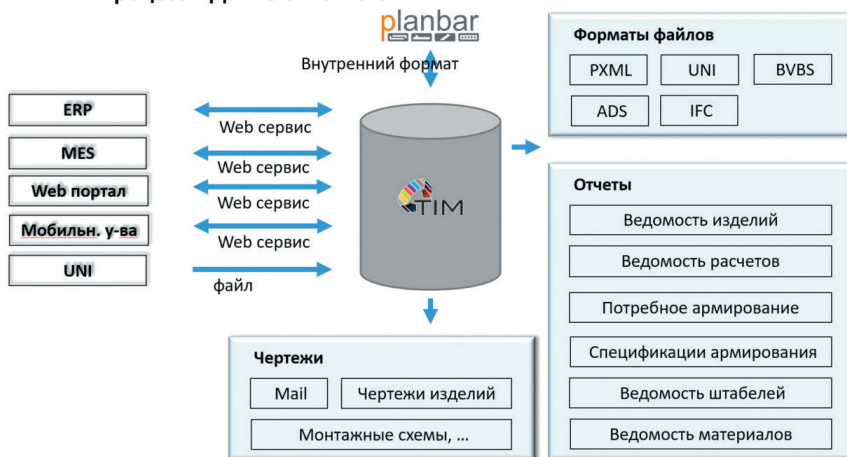 planbar
Внутренний формат
ERP
MES
Web портал
Мобильн. у-ва
UNI
Web сервис
Web сервис
Web сервис
Web сервис
файл
TIM
Форматы файлов
PXML UNI BVBS
ADS IFC
Отчеты
Ведомость изделий
Ведомость расчетов
Потребное армирование
Спецификации армирования
Ведомость штабелей
Ведомость материалов
Чертежи
Mail Чертежи изделий
Монтажные схемы, ...